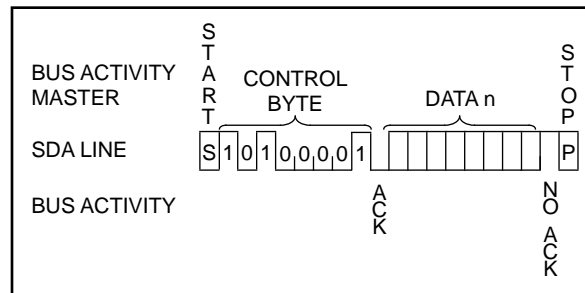 START
BUS ACTIVITY
MASTER
CONTROL
BYTE
DATA n
STOP
SDA LINE
S 1 0 1 0 0 0 0 1 P
BUS ACTIVITY
ACK
NO ACK